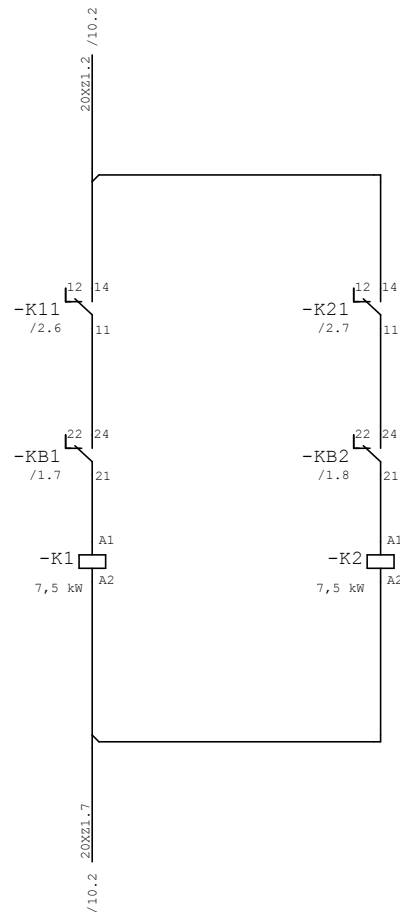 /10.2
20XZ1.2
12 14
-K11
/2.6
11
12 14
-K21
/2.7
11
22 24
-KB1
/1.7
21
22 24
-KB2
/1.8
21
A1
-K1
A2
7,5 kW
A1
-K2
A2
7,5 kW
20XZ1.7
/10.2